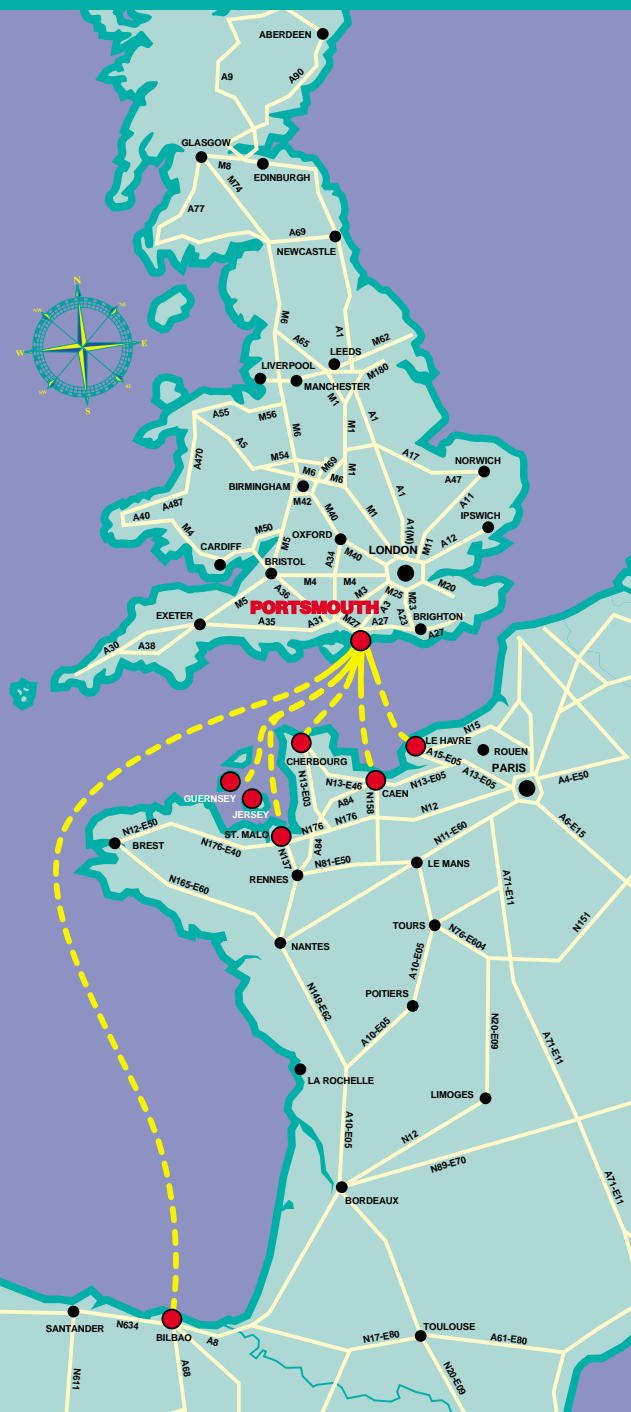 ABERDEEN
A9
A90
GLASGOW
M8
EDINBURGH
M74
A77
A69
NEWCASTLE
N
NW
NE
W
E
SW
SE
S
M6
A65
A1
M62
LEEDS
LIVERPOOL
M180
MANCHESTER
M1
A55
M56
A1
M6
M1
A5
A470
M54
M69
M6
M6
M1
A17
NORWICH
A47
BIRMINGHAM
M42
A1
A11
A487
A40
M40
M1
IPSWICH
M4
M50
M5
OXFORD
A1(M)
M11
A12
CARDIFF
A34
M40
LONDON
BRISTOL
M4
M4
M3
M25
M20
A36
M23
A3
M5
PORTSMOUTH
EXETER
A35
A31
M27
A27
A23
BRIGHTON
A27
A30
A38
LE HAVRE
N15
CHERBOURG
A15-E05
ROUEN
PARIS
N13-E46
N13-E05
A13-E05
A4-E50
GUERNSEY
N13-E03
CAEN
JERSEY
A84
N158
N12
A6-E15
N12-E50
ST. MALO
N176
N176
BREST
N176-E40
N137
A84
N11-E60
N81-E50
LE MANS
RENNES
N165-E60
A71-E11
TOURS
N76-E604
N151
NANTES
A10-E05
N149-E62
POITIERS
A10-E05
N20-E09
A71-E11
LA ROCHELLE
LIMOGES
A10-E05
N12
N89-E70
A71-E11
BORDEAUX
SANTANDER
N634
BILBAO
A8
TOULOUSE
N17-E80
A61-E80
N611
A68
N20-E09